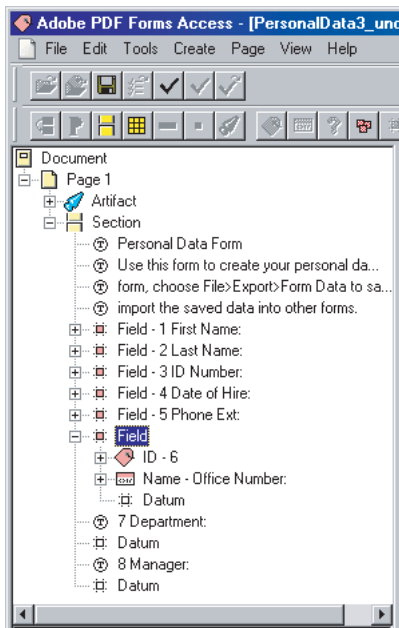 Adobe PDF Forms Access - [PersonalData3_unc
File Edit Tools Create Page View Help
Document
Page 1
Artifact
Section
Personal Data Form
Use this form to create your personal da...
form, choose File>Export>Form Data to sa...
import the saved data into other forms.
Field - 1 First Name:
Field - 2 Last Name:
Field - 3 ID Number:
Field - 4 Date of Hire:
Field - 5 Phone Ext:
Field
ID - 6
Name - Office Number:
Datum
7 Department:
Datum
8 Manager:
Datum